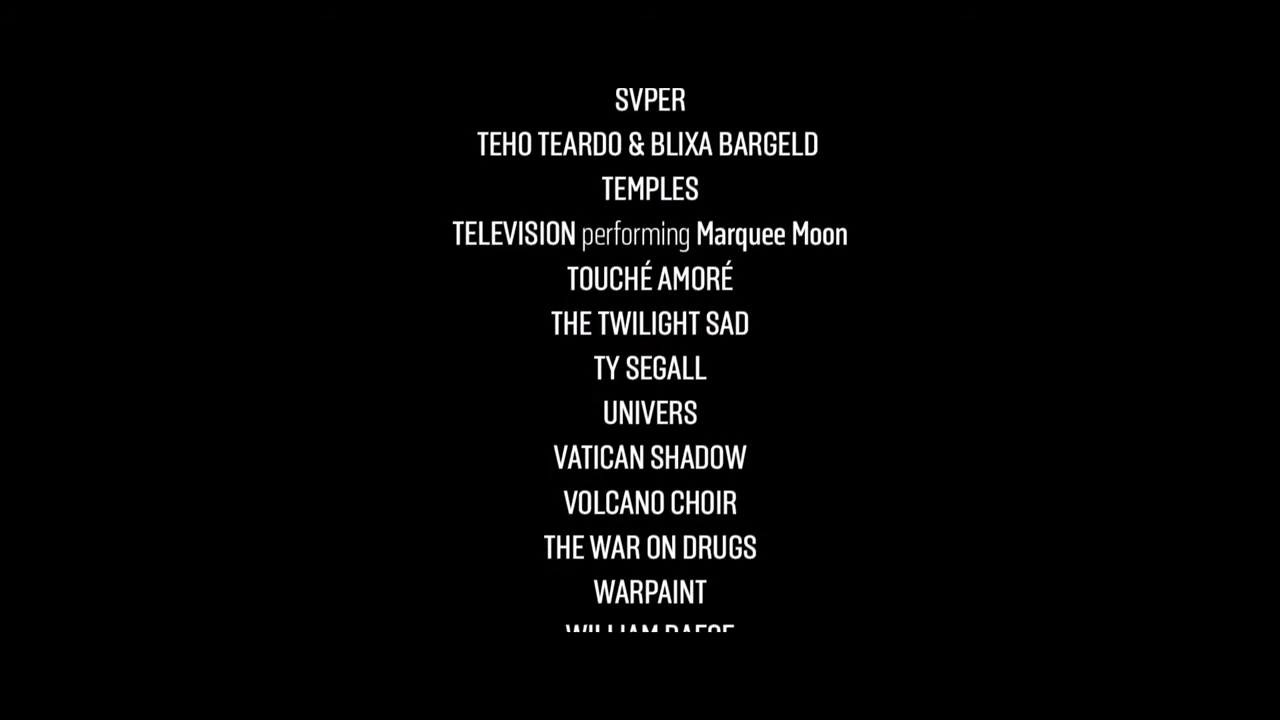 SVPER
TEHO TEARDO & BLIXA BARGELD
TEMPLES
TELEVISION performing Marquee Moon
TOUCHÉ AMORÉ
THE TWILIGHT SAD
TY SEGALL
UNIVERS
VATICAN SHADOW
VOLCANO CHOIR
THE WAR ON DRUGS
WARPAINT
WILLIAM